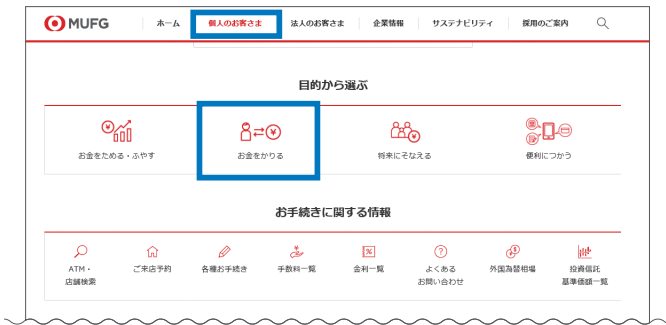 MUFG ホーム 個人のお客さま 法人のお客さま 企業情報 サステナビリティ 採用のご案内
目的から選ぶ
お金をためる・ふやす お金をかりる 将来にそなえる 便利につかう
お手続きに関する情報
ATM・
店舗検索
ご来店予約
各種お手続き
手数料一覧
金利一覧
よくある
お問い合わせ
外国為替相場
投資信託
基準価額一覧